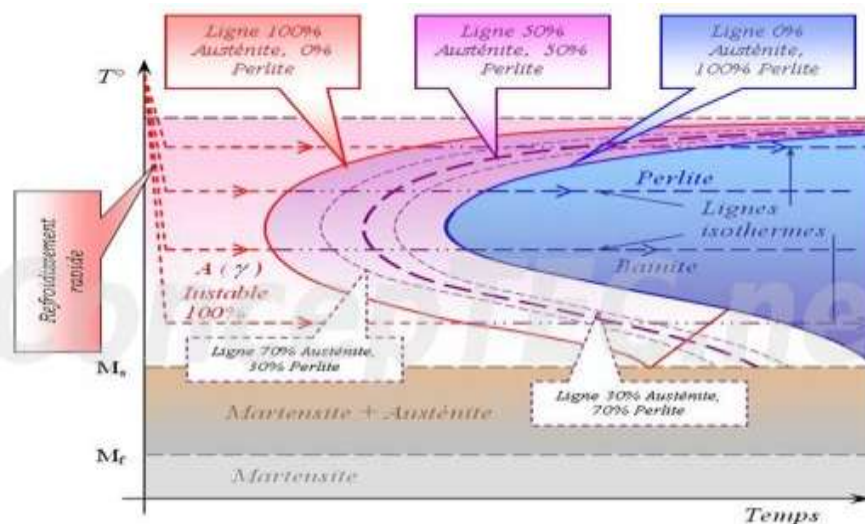 Ligne 100%
Austénite, 0%
Perlite
Ligne 50%
Austénite, 50%
Perlite
Ligne 0%
Austénite,
100% Perlite
T°
Refroidissement
rapide
Perlite
Lignes
isothermes
Bainite
A (γ)
Instable
100%
Ligne 70% Austénite,
30% Perlite
Ligne 30% Austénite,
70% Perlite
Ms
Martensite + Austénite
Mf
Martensite
Temps